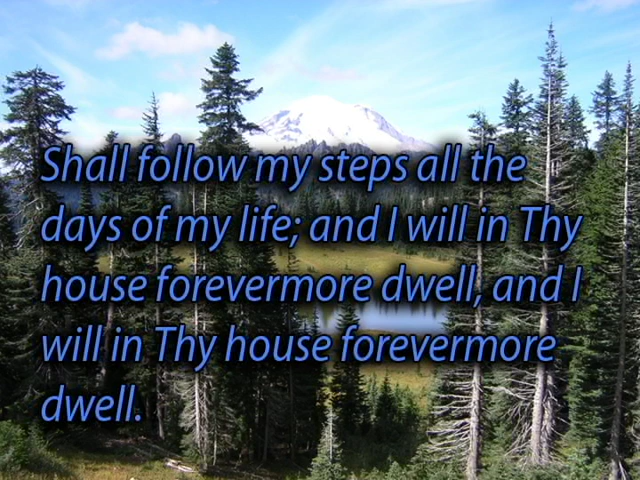 Shall follow my steps all the
days of my life; and I will in Thy
house forevermore dwell, and I
will in Thy house forevermore
dwell.